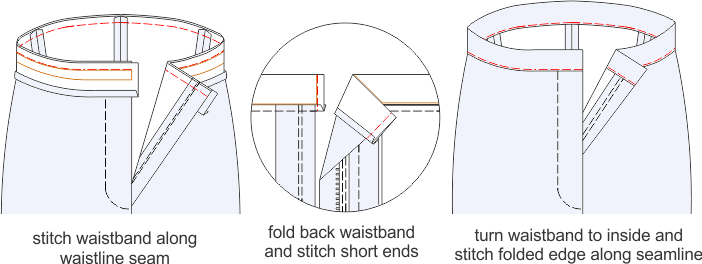 stitch waistband along
waistline seam
fold back waistband
and stitch short ends
turn waistband to inside and
stitch folded edge along seamline